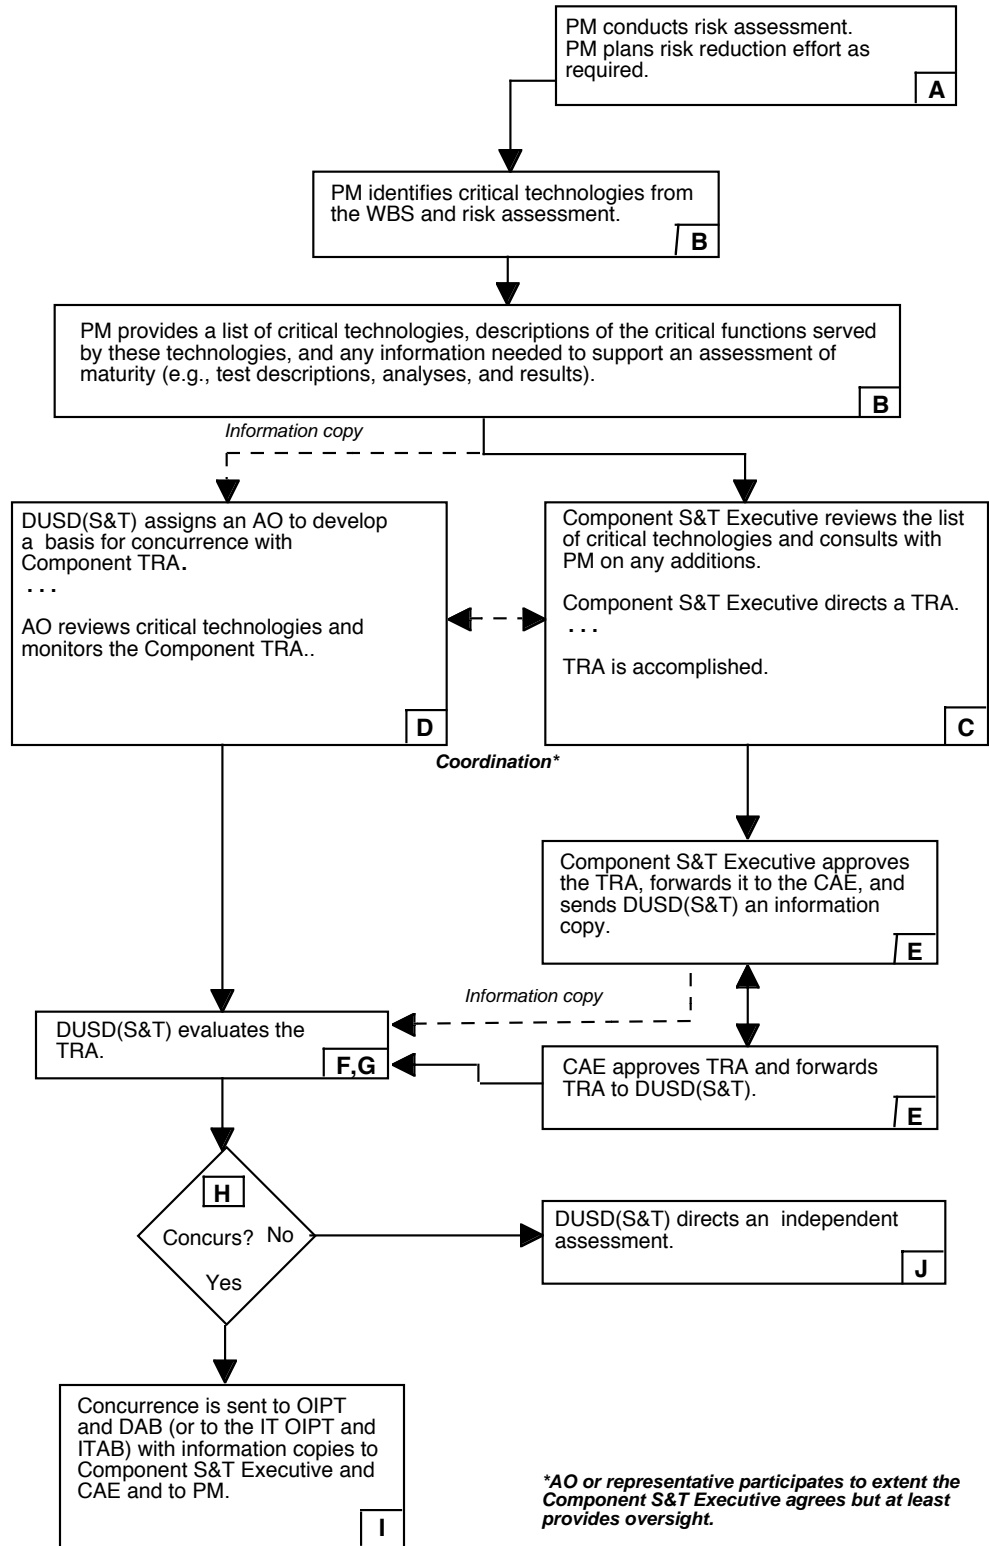 PM conducts risk assessment.
PM plans risk reduction effort as
required.
A
PM identifies critical technologies from
the WBS and risk assessment.
B
PM provides a list of critical technologies, descriptions of the critical functions served
by these technologies, and any information needed to support an assessment of
maturity (e.g., test descriptions, analyses, and results).
B
Information copy
DUSD(S&T) assigns an AO to develop
a basis for concurrence with
Component TRA.
. . .
AO reviews critical technologies and
monitors the Component TRA..
D
Component S&T Executive reviews the list
of critical technologies and consults with
PM on any additions.
Component S&T Executive directs a TRA.
. . .
TRA is accomplished.
C
Coordination*
Component S&T Executive approves
the TRA, forwards it to the CAE, and
sends DUSD(S&T) an information
copy.
E
Information copy
DUSD(S&T) evaluates the
TRA.
F,G
CAE approves TRA and forwards
TRA to DUSD(S&T).
E
H
Concurs? No
Yes
DUSD(S&T) directs an independent
assessment.
J
Concurrence is sent to OIPT
and DAB (or to the IT OIPT and
ITAB) with information copies to
Component S&T Executive and
CAE and to PM.
I
*AO or representative participates to extent the
Component S&T Executive agrees but at least
provides oversight.